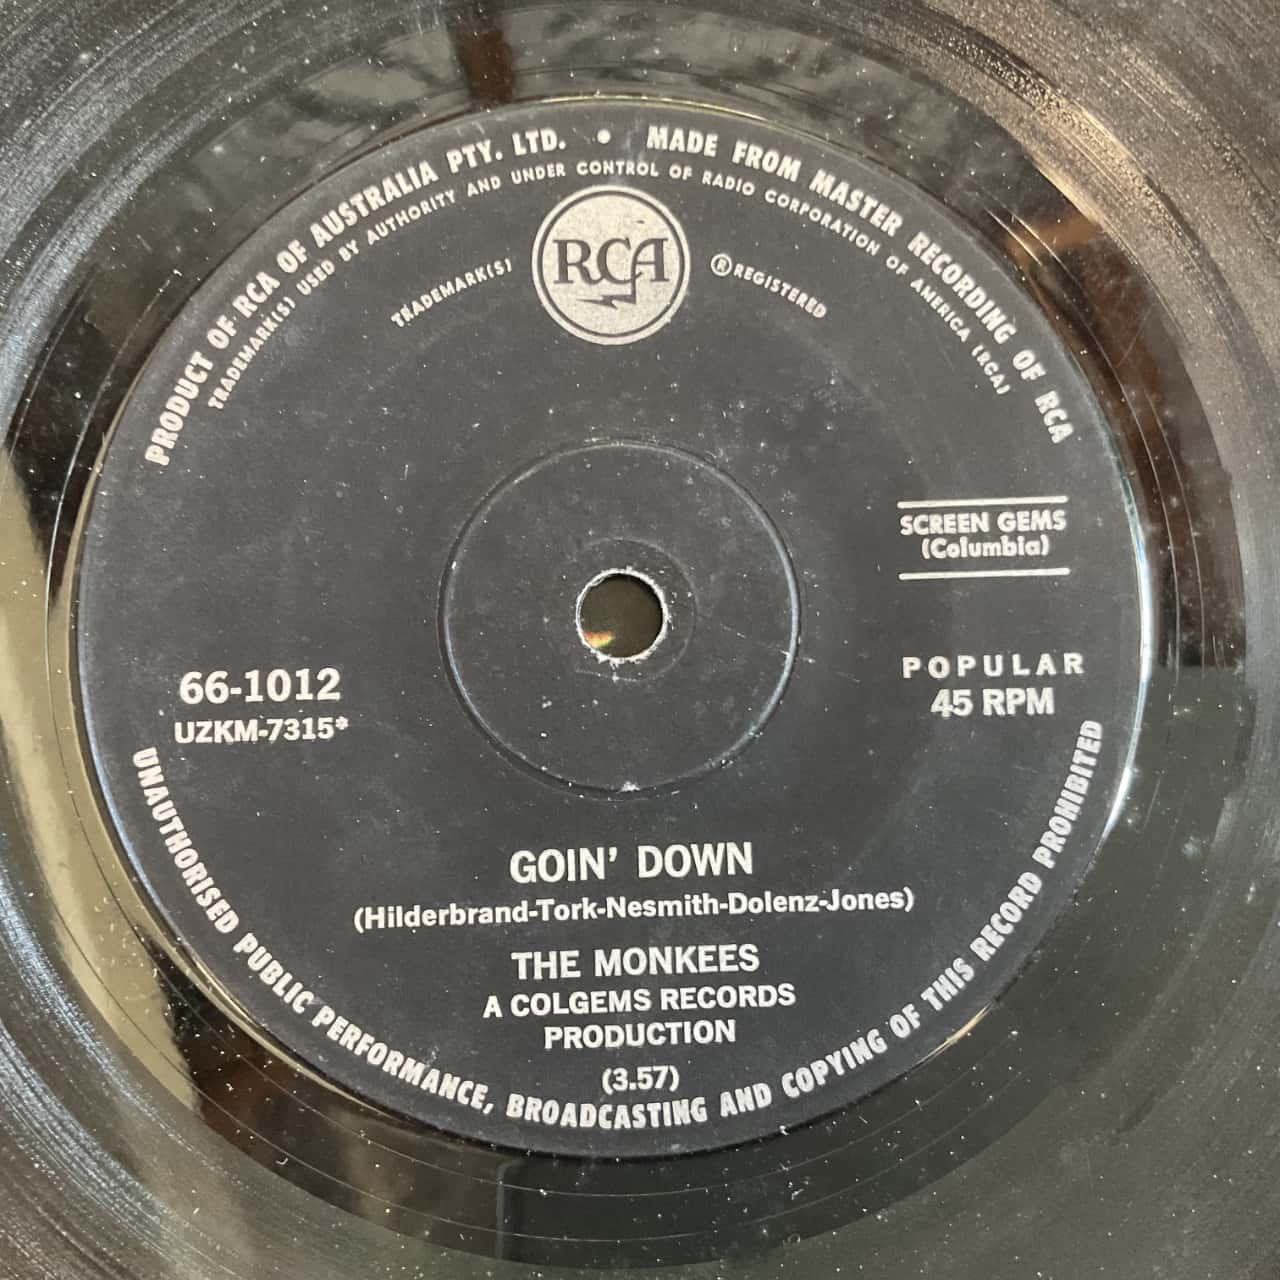 PRODUCT OF RCA OF AUSTRALIA PTY. LTD. • MADE FROM MASTER RECORDING OF RCA
TRADEMARK(S) USED BY AUTHORITY AND UNDER CONTROL OF RADIO CORPORATION OF AMERICA (RCA)
TRADEMARK(S) RCA ® REGISTERED
SCREEN GEMS
(Columbia)
66-1012
UZKM-7315*
POPULAR
45 RPM
GOIN' DOWN
(Hilderbrand-Tork-Nesmith-Dolenz-Jones)
THE MONKEES
A COLGEMS RECORDS
PRODUCTION
(3.57)
UNAUTHORISED PUBLIC PERFORMANCE, BROADCASTING AND COPYING OF THIS RECORD PROHIBITED